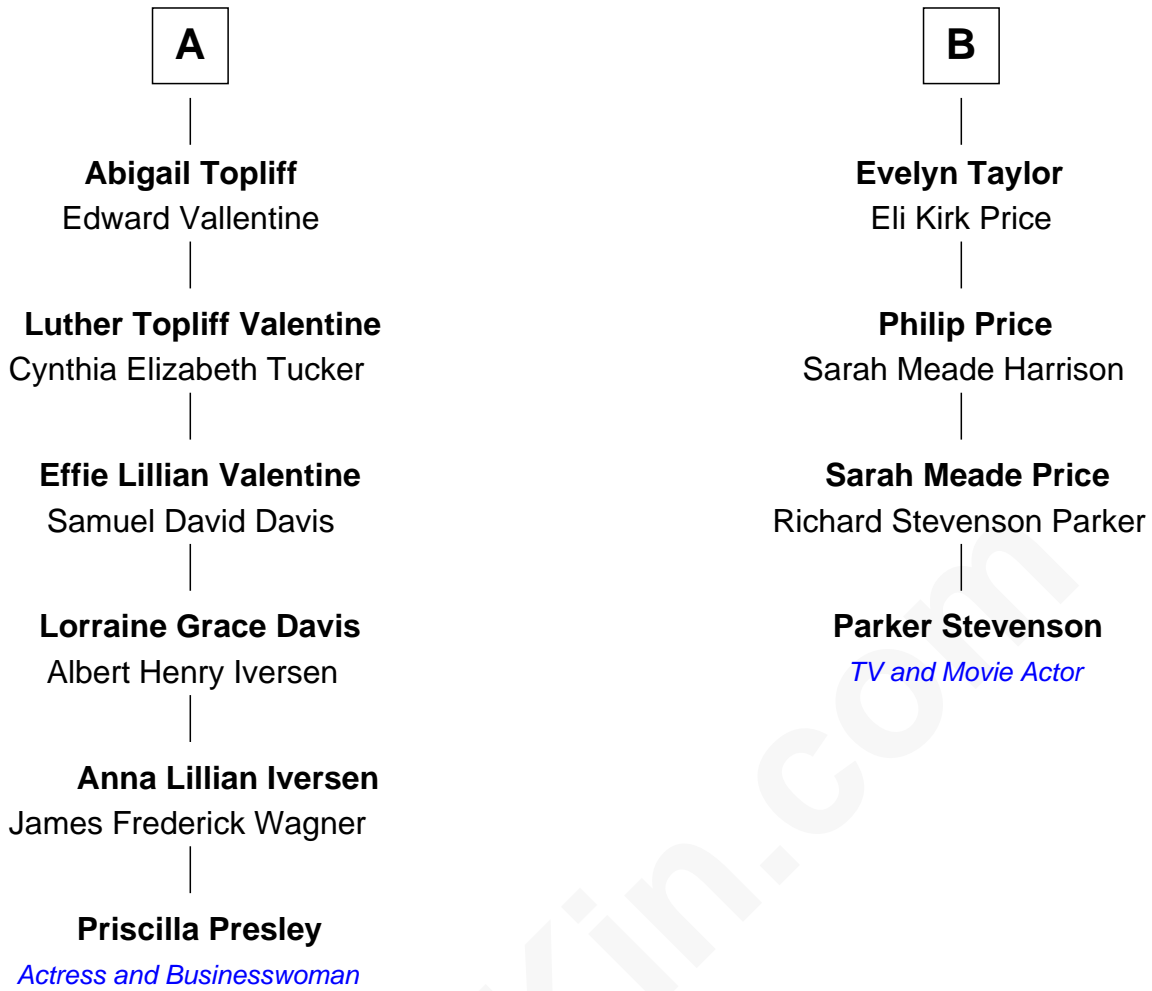 A
Abigail Topliff
Edward Vallentine
Luther Topliff Valentine
Cynthia Elizabeth Tucker
Effie Lillian Valentine
Samuel David Davis
Lorraine Grace Davis
Albert Henry Iversen
Anna Lillian Iversen
James Frederick Wagner
Priscilla Presley
Actress and Businesswoman
B
Evelyn Taylor
Eli Kirk Price
Philip Price
Sarah Meade Harrison
Sarah Meade Price
Richard Stevenson Parker
Parker Stevenson
TV and Movie Actor
Kin.com